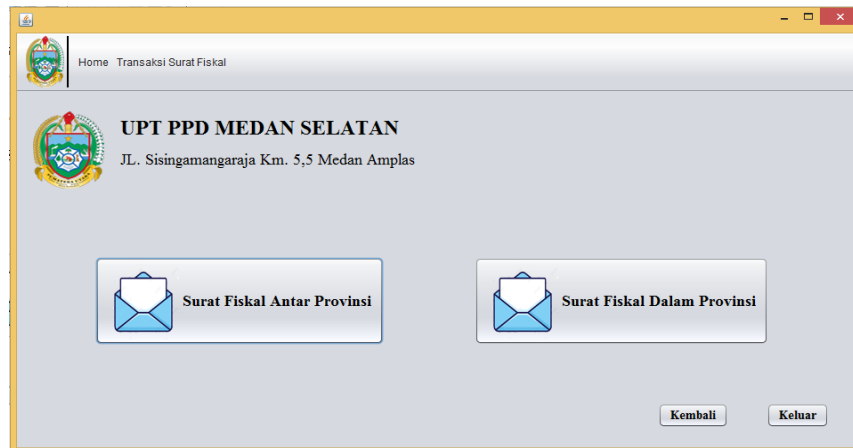 Home Transaksi Surat Fiskal
UPT PPD MEDAN SELATAN
JL. Sisingamangaraja Km. 5,5 Medan Amplas
Surat Fiskal Antar Provinsi
Surat Fiskal Dalam Provinsi
Kembali
Keluar